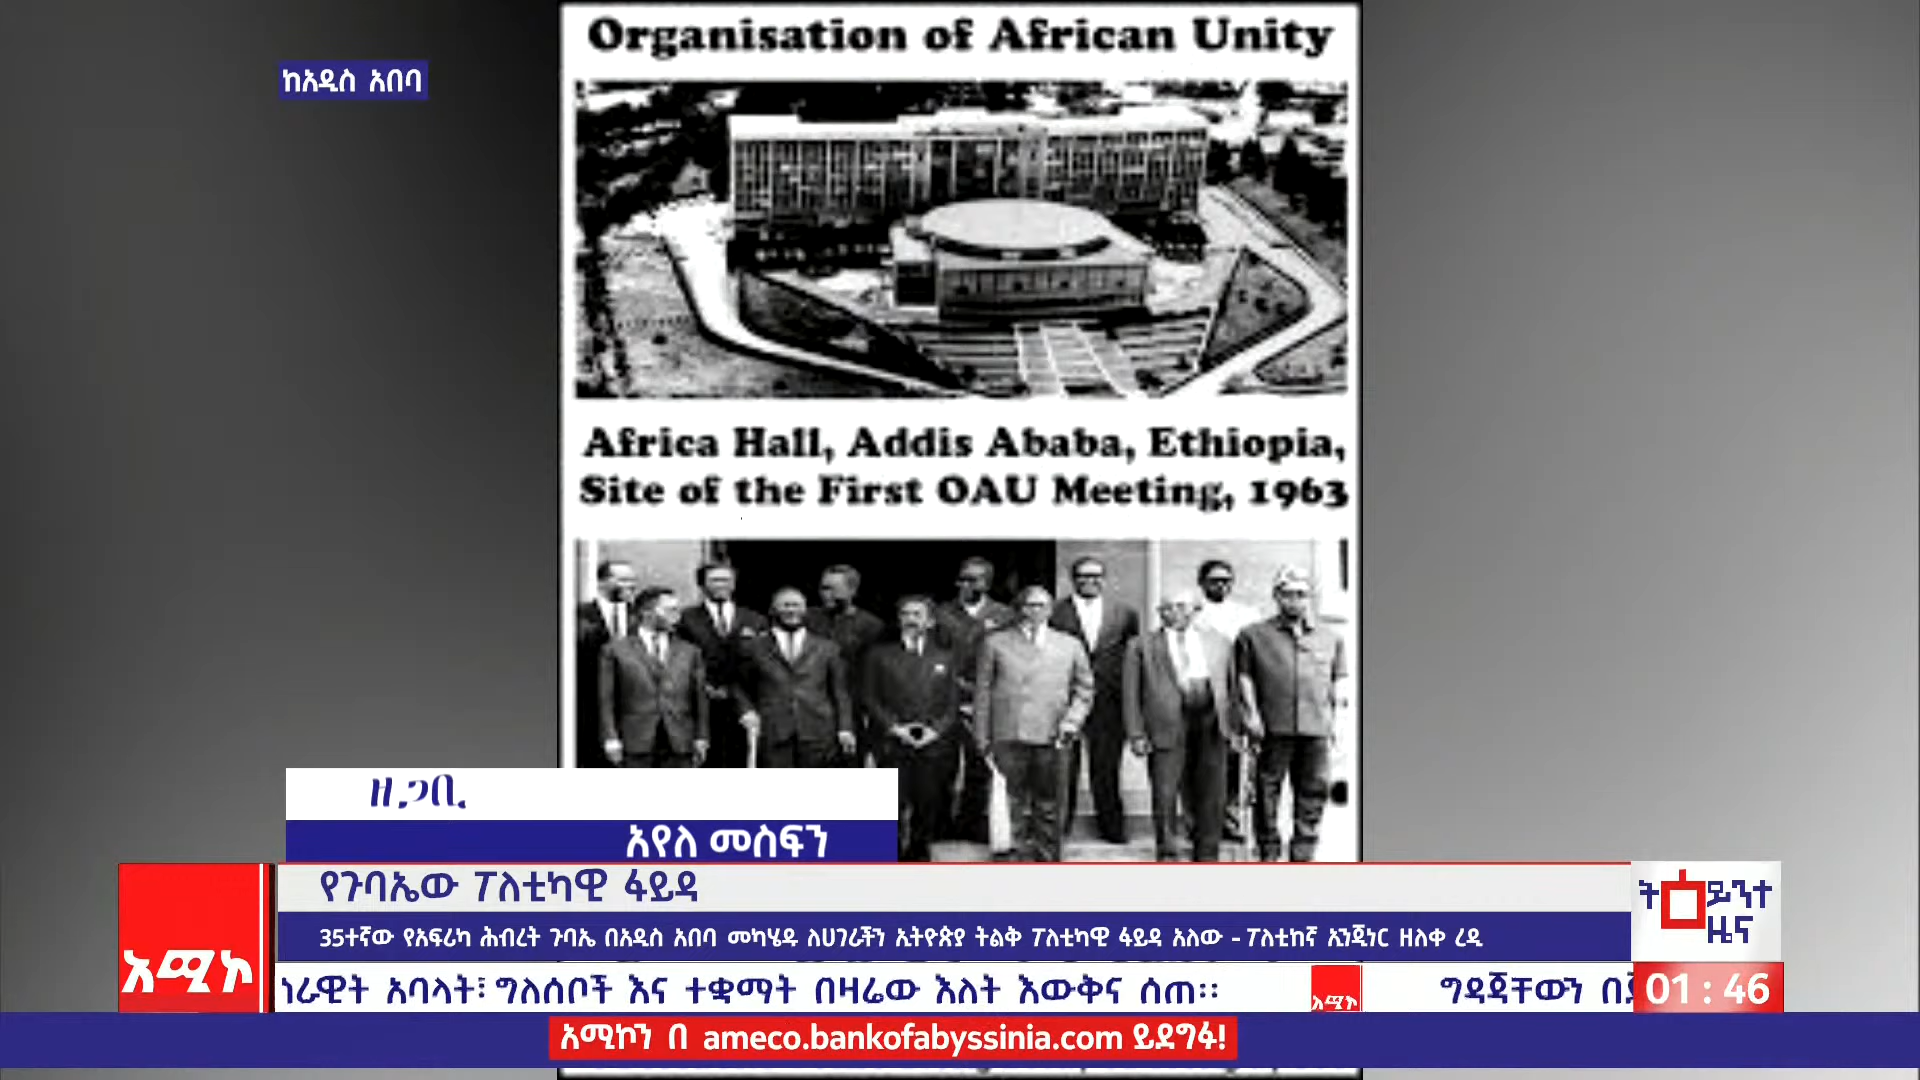 Organisation of African Unity
ከአዲስ አበባ
Africa Hall, Addis Ababa, Ethiopia,
Site of the First OAU Meeting, 1963
ዘጋቢ
አየለ መስፍን
የጉባኤው ፖለቲካዊ ፋይዳ
35ተኛው የአፍሪካ ሕብረት ጉባኤ በአዲስ አበባ መካሄዱ ለሀገራችን ኢትዮጵያ ትልቅ ፖለቲካዊ ፋይዳ አለው - ፖለቲከኛ ኢንጂነር ዘለቀ ረዲ
ትዕይንተ
ዜና
አሚኮ
ነራዊት አባላት፣ ግለሰቦች እና ተቋማት በዛሬው እለት እውቅና ሰጠ፡፡
አሚኮ
ግዳጃቸውን
01 : 46
አሚኮን በ ameco.bankofabyssinia.com ይደግፉ!